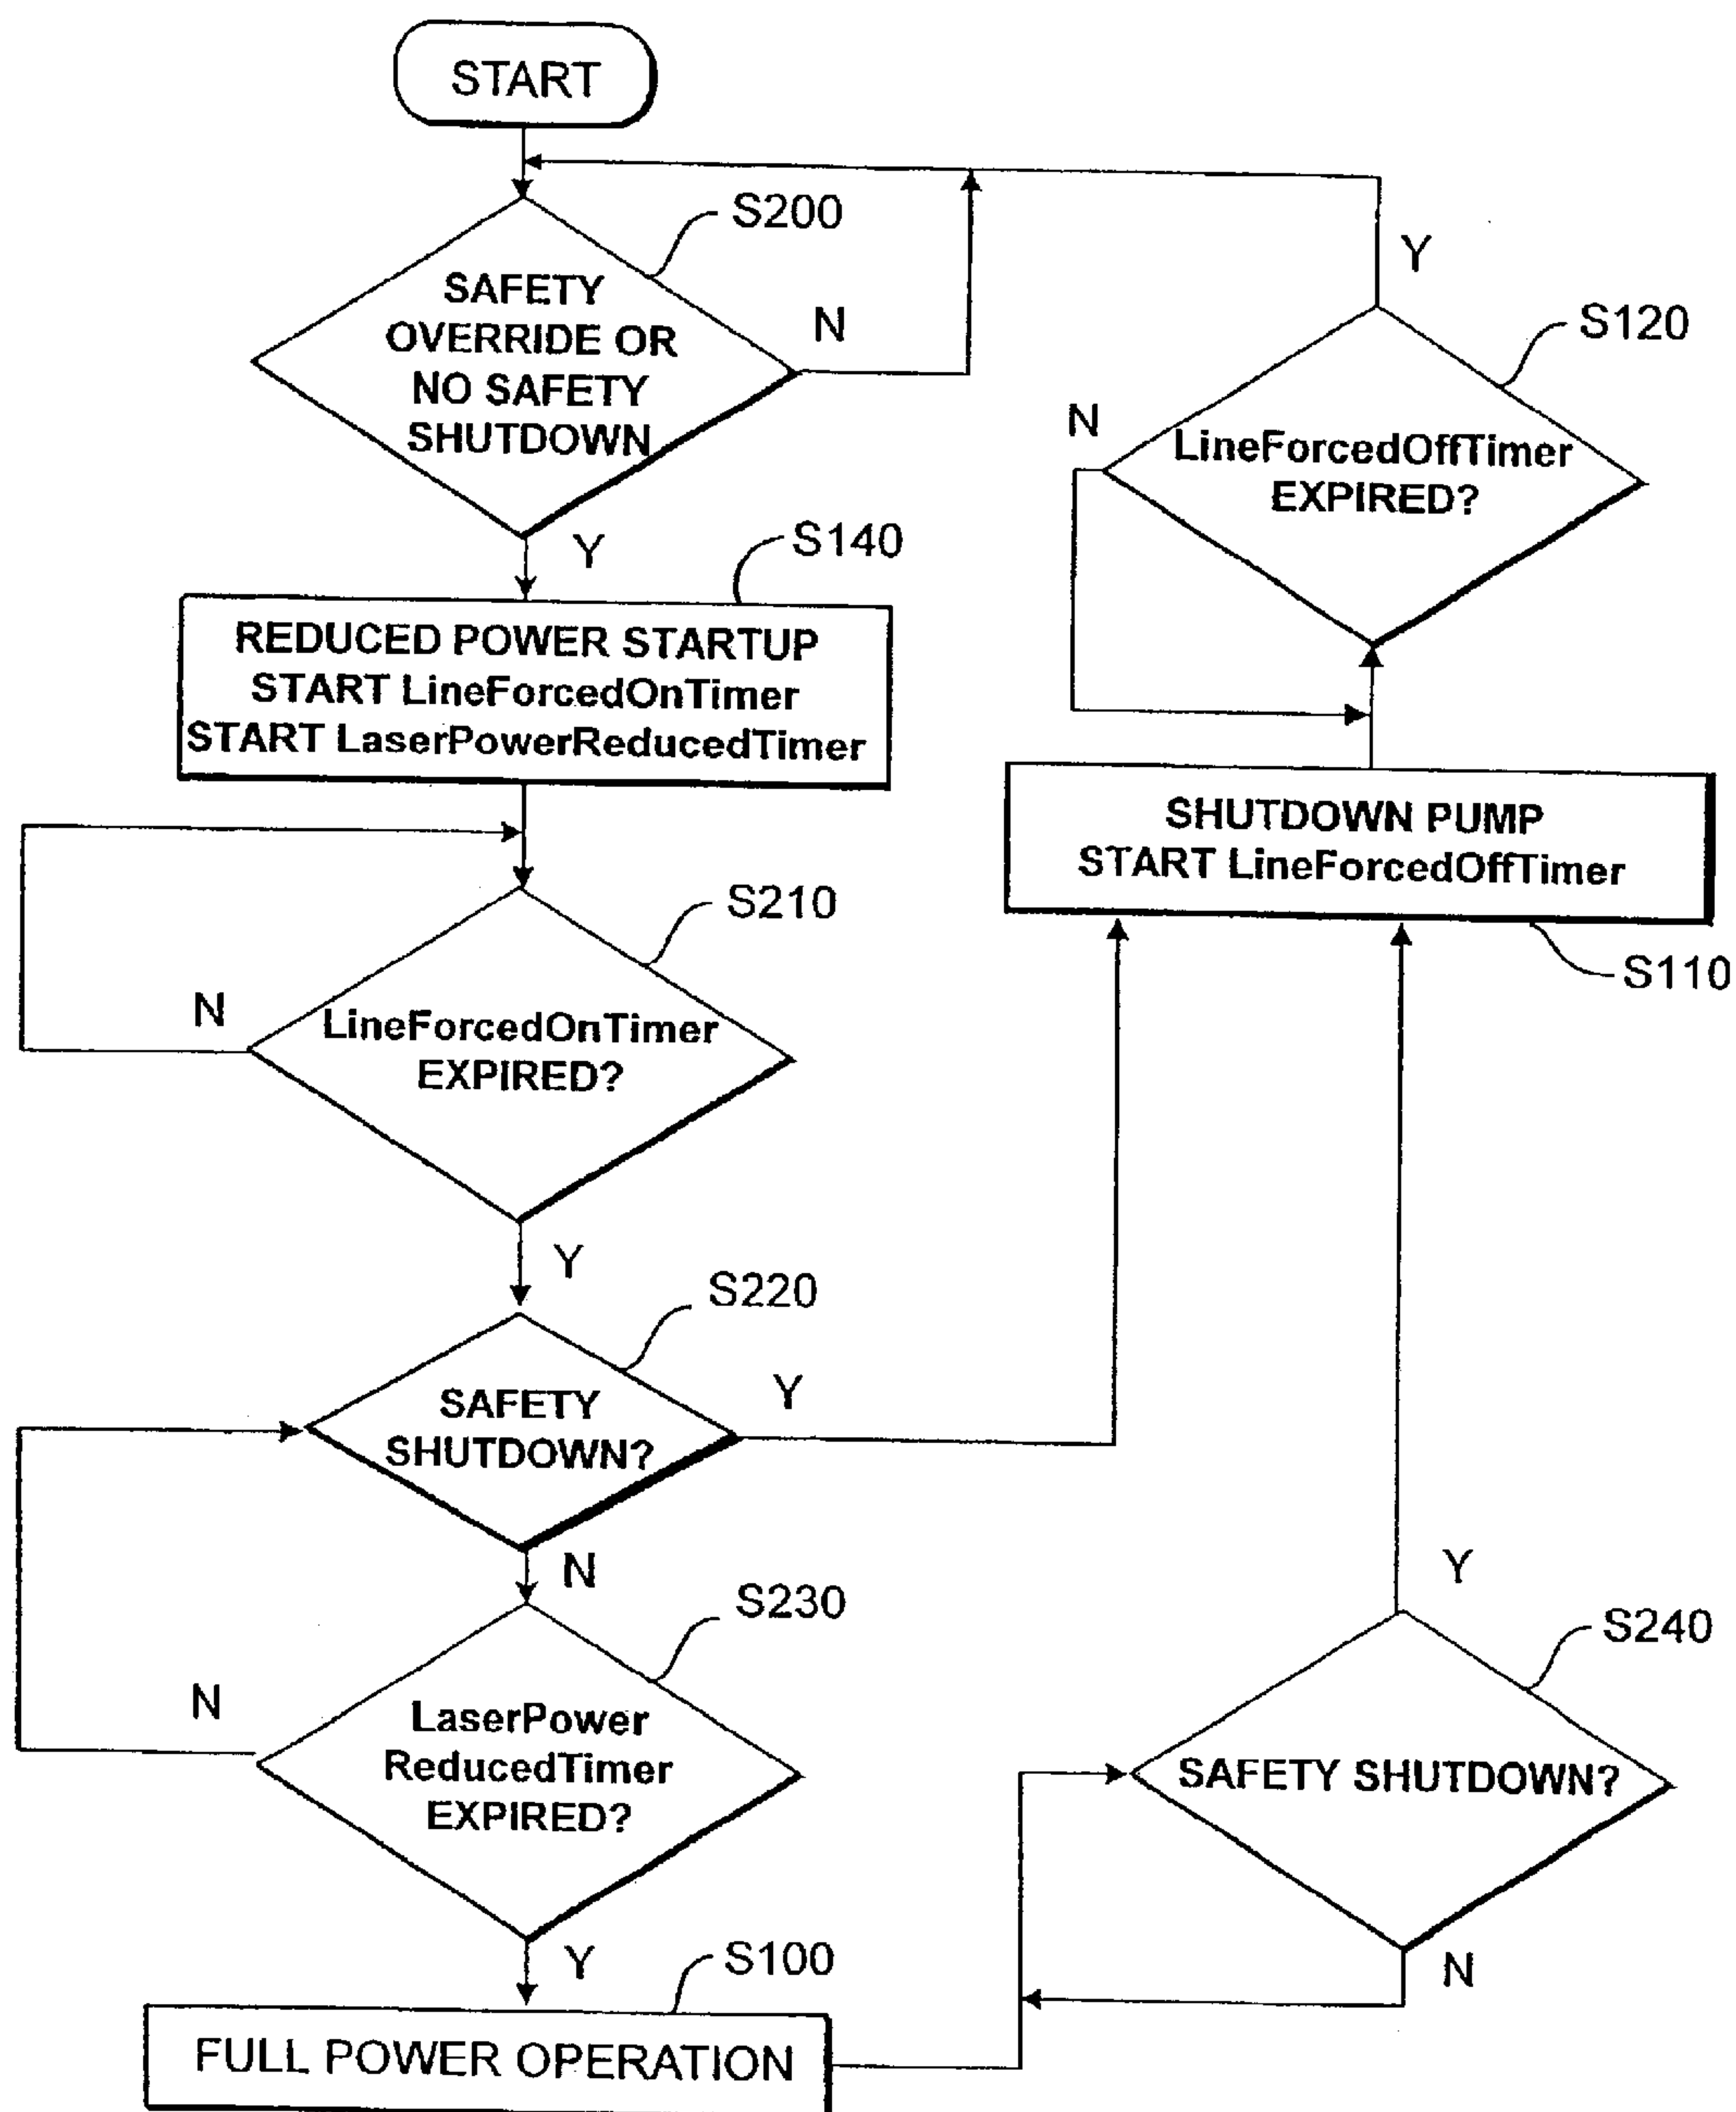 START
S200
SAFETY
OVERRIDE OR
NO SAFETY
SHUTDOWN
N
Y
S140
REDUCED POWER STARTUP
START LineForcedOnTimer
START LaserPowerReducedTimer
S210
LineForcedOnTimer
EXPIRED?
N
Y
S220
SAFETY
SHUTDOWN?
Y
N
S230
LaserPower
ReducedTimer
EXPIRED?
N
Y
S100
FULL POWER OPERATION
Y
S120
LineForcedOffTimer
EXPIRED?
N
SHUTDOWN PUMP
START LineForcedOffTimer
S110
Y
S240
SAFETY SHUTDOWN?
N